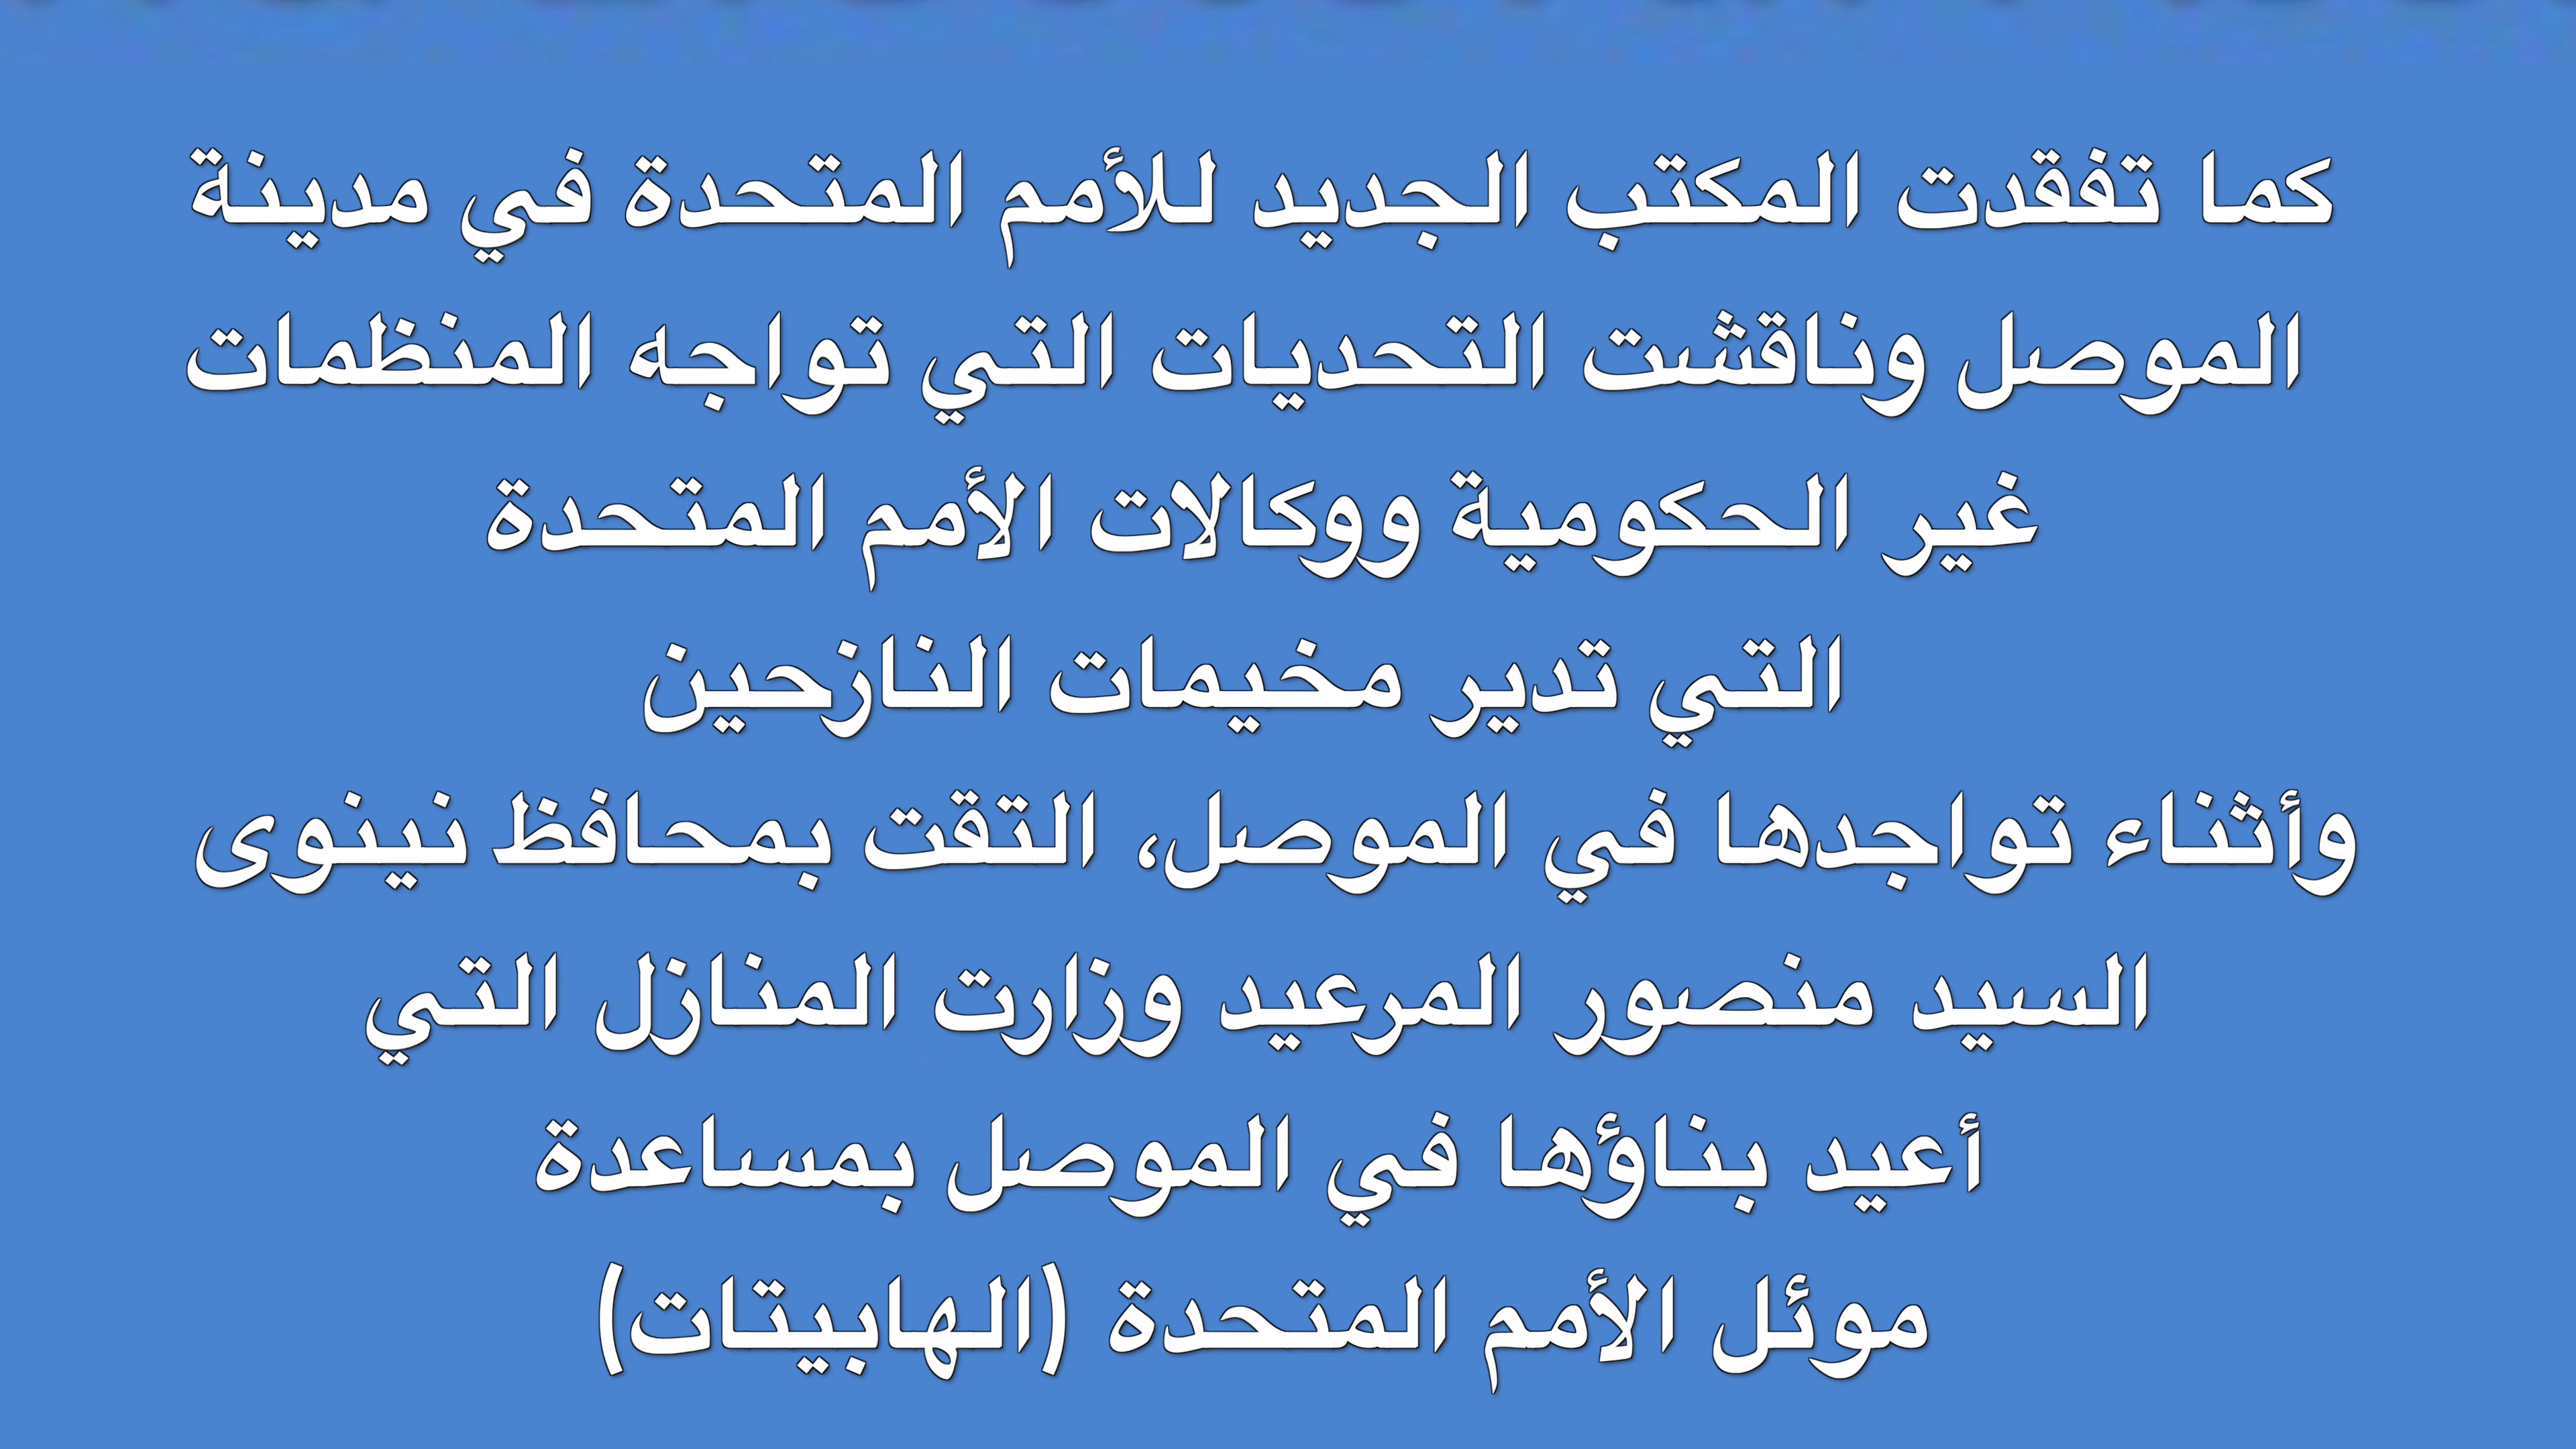 كما تفقدت المكتب الجديد للأمم المتحدة في مدينة
الموصل وناقشت التحديات التي تواجه المنظمات
غير الحكومية ووكالات الأمم المتحدة
التي تدير مخيمات النازحين
وأثناء تواجدها في الموصل، التقت بمحافظ نينوى
السيد منصور المرعيد وزارت المنازل التي
أعيد بناؤها في الموصل بمساعدة
موئل الأمم المتحدة (الهابيتات)